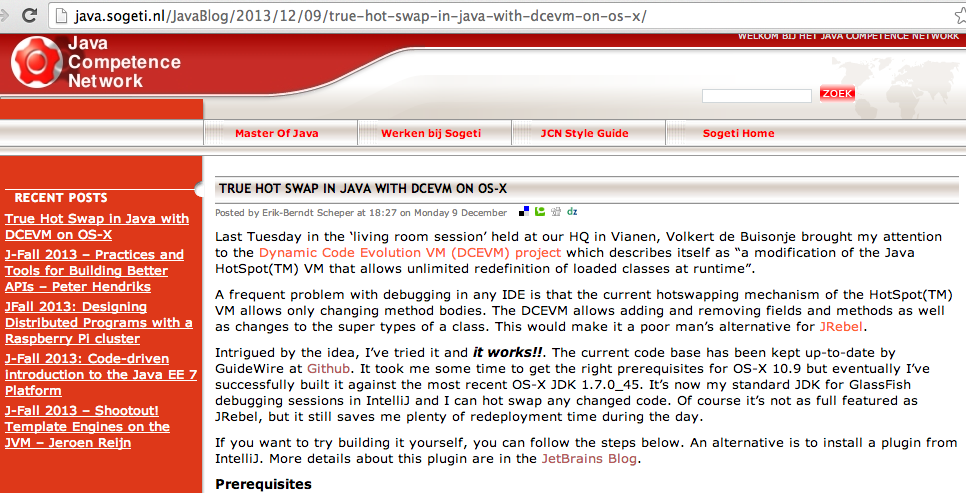 java.sogeti.nl/JavaBlog/2013/12/09/true-hot-swap-in-java-with-dcevm-on-os-x/
WELKOM BIJ HET JAVA COMPETENCE NETWORK
Java
Competence
Network
ZOEK
Master Of Java
Werken bij Sogeti
JCN Style Guide
Sogeti Home
RECENT POSTS
True Hot Swap in Java with
DCEVM on OS-X
J-Fall 2013 – Practices and
Tools for Building Better
APIs – Peter Hendriks
JFall 2013: Designing
Distributed Programs with a
Raspberry Pi cluster
J-Fall 2013: Code-driven
introduction to the Java EE 7
Platform
J-Fall 2013 – Shootout!
Template Engines on the
JVM – Jeroen Reijn
TRUE HOT SWAP IN JAVA WITH DCEVM ON OS-X
Posted by Erik-Berndt Scheper at 18:27 on Monday 9 December
dz
Last Tuesday in the ‘living room session’ held at our HQ in Vianen, Volkert de Buisonje brought my attention
to the Dynamic Code Evolution VM (DCEVM) project which describes itself as “a modification of the Java
HotSpot(TM) VM that allows unlimited redefinition of loaded classes at runtime”.
A frequent problem with debugging in any IDE is that the current hotswapping mechanism of the HotSpot(TM)
VM allows only changing method bodies. The DCEVM allows adding and removing fields and methods as well
as changes to the super types of a class. This would make it a poor man’s alternative for JRebel.
Intrigued by the idea, I’ve tried it and it works!!. The current code base has been kept up-to-date by
GuideWire at Github. It took me some time to get the right prerequisites for OS-X 10.9 but eventually I’ve
successfully built it against the most recent OS-X JDK 1.7.0_45. It’s now my standard JDK for GlassFish
debugging sessions in IntelliJ and I can hot swap any changed code. Of course it’s not as full featured as
JRebel, but it still saves me plenty of redeployment time during the day.
If you want to try building it yourself, you can follow the steps below. An alternative is to install a plugin from
IntelliJ. More details about this plugin are in the JetBrains Blog.
Prerequisites